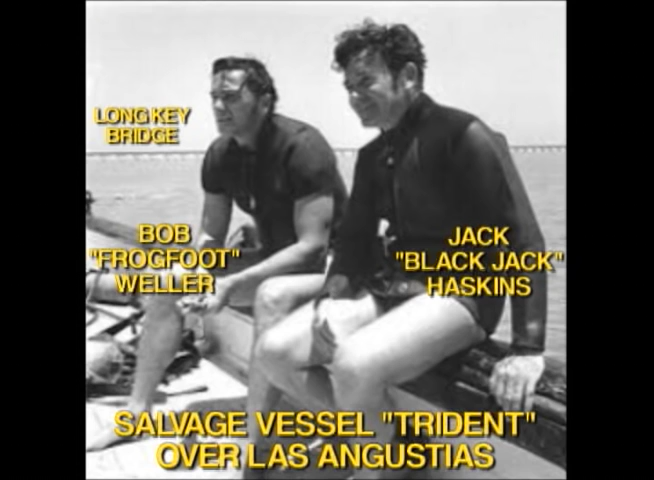 LONG KEY
BRIDGE
BOB
"FROGFOOT"
WELLER
JACK
"BLACK JACK"
HASKINS
SALVAGE VESSEL "TRIDENT"
OVER LAS ANGUSTIAS